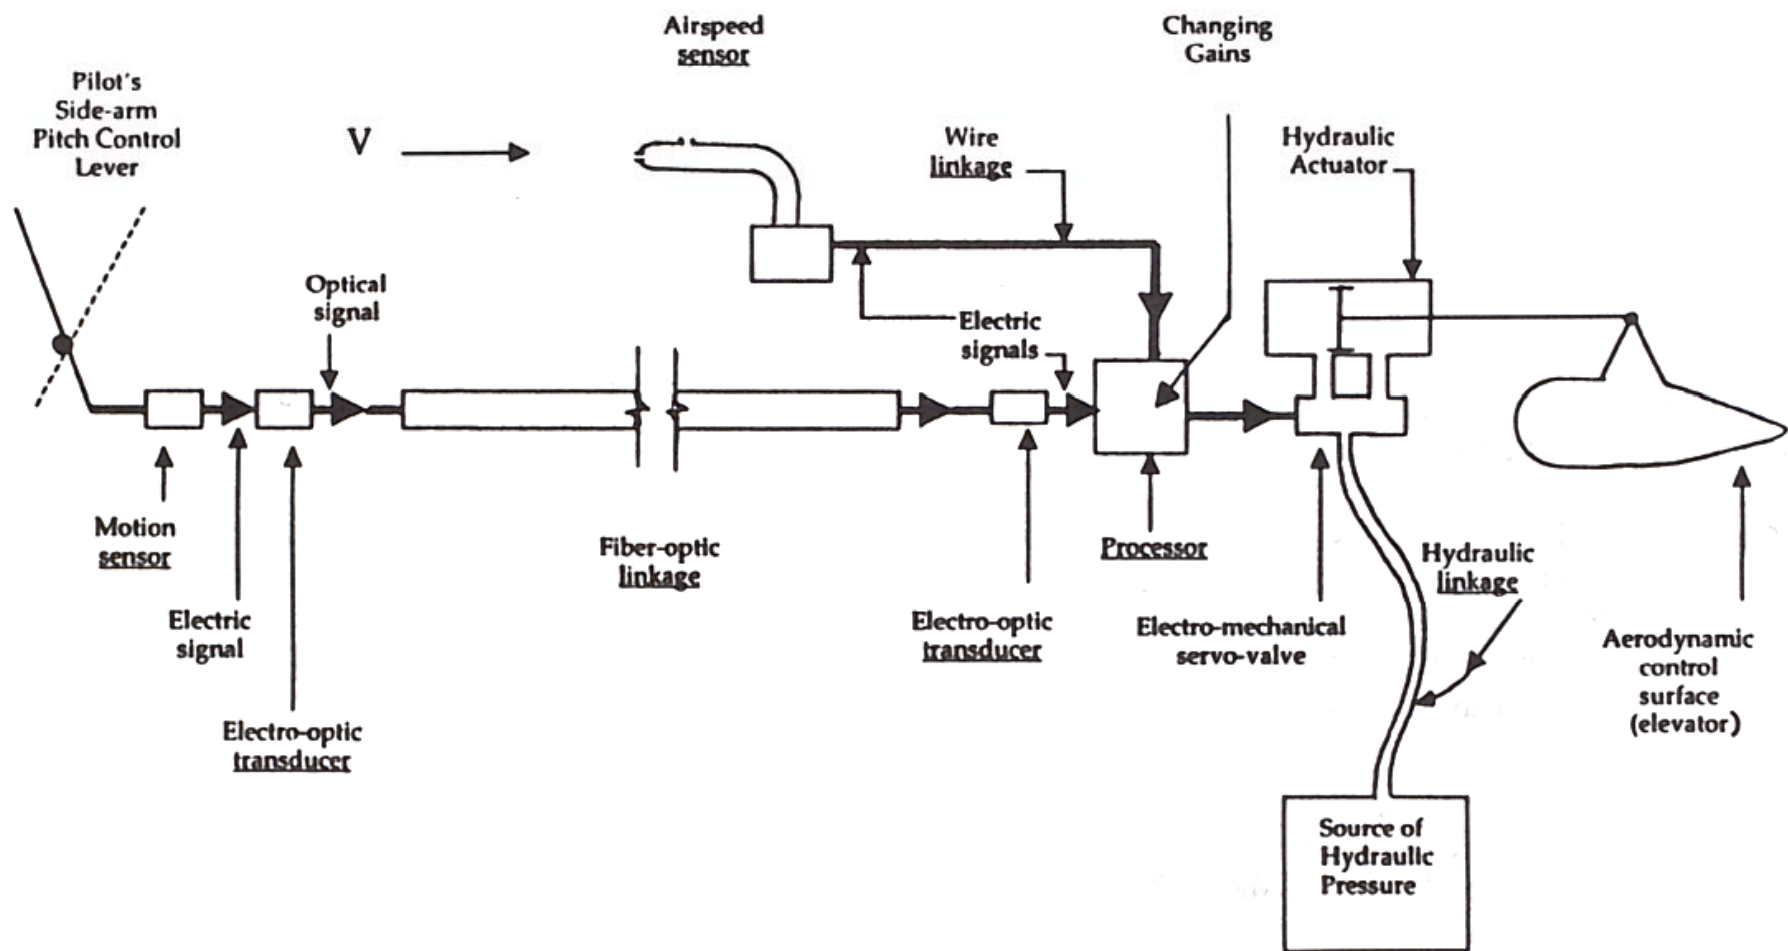 Airspeed
sensor
Changing
Gains
Pilot's
Side-arm
Pitch Control
Lever
V
Wire
linkage
Hydraulic
Actuator
Optical
signal
Electric
signals
Motion
sensor
Fiber-optic
linkage
Processor
Hydraulic
linkage
Electric
signal
Electro-optic
transducer
Electro-mechanical
servo-valve
Aerodynamic
control
surface
(elevator)
Electro-optic
transducer
Source of
Hydraulic
Pressure